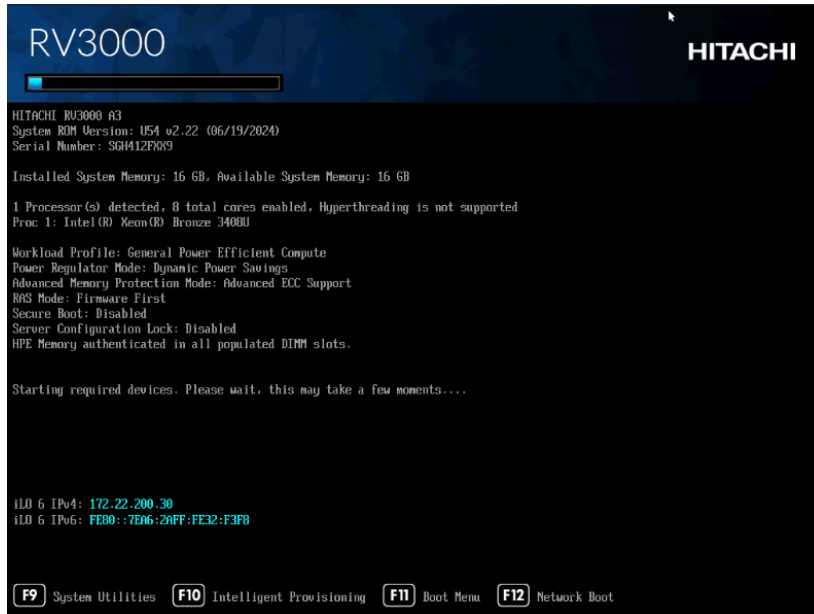 RV3000
HITACHI
HITACHI RV3000 A3
System ROM Version: U54 v2.22 (06/19/2024)
Serial Number: SGH412FXX9
Installed System Memory: 16 GB, Available System Memory: 16 GB
1 Processor(s) detected, 8 total cores enabled, Hyperthreading is not supported
Proc 1: Intel(R) Xeon(R) Bronze 3408U
Workload Profile: General Power Efficient Compute
Power Regulator Mode: Dynamic Power Savings
Advanced Memory Protection Mode: Advanced ECC Support
RAS Mode: Firmware First
Secure Boot: Disabled
Server Configuration Lock: Disabled
HPE Memory authenticated in all populated DIMM slots.
Starting required devices. Please wait, this may take a few moments....
iLO 6 IPv4: 172.22.200.30
iLO 6 IPv6: FE80::7EA6:2AFF:FE32:F3F8
F9 System Utilities F10 Intelligent Provisioning F11 Boot Menu F12 Network Boot